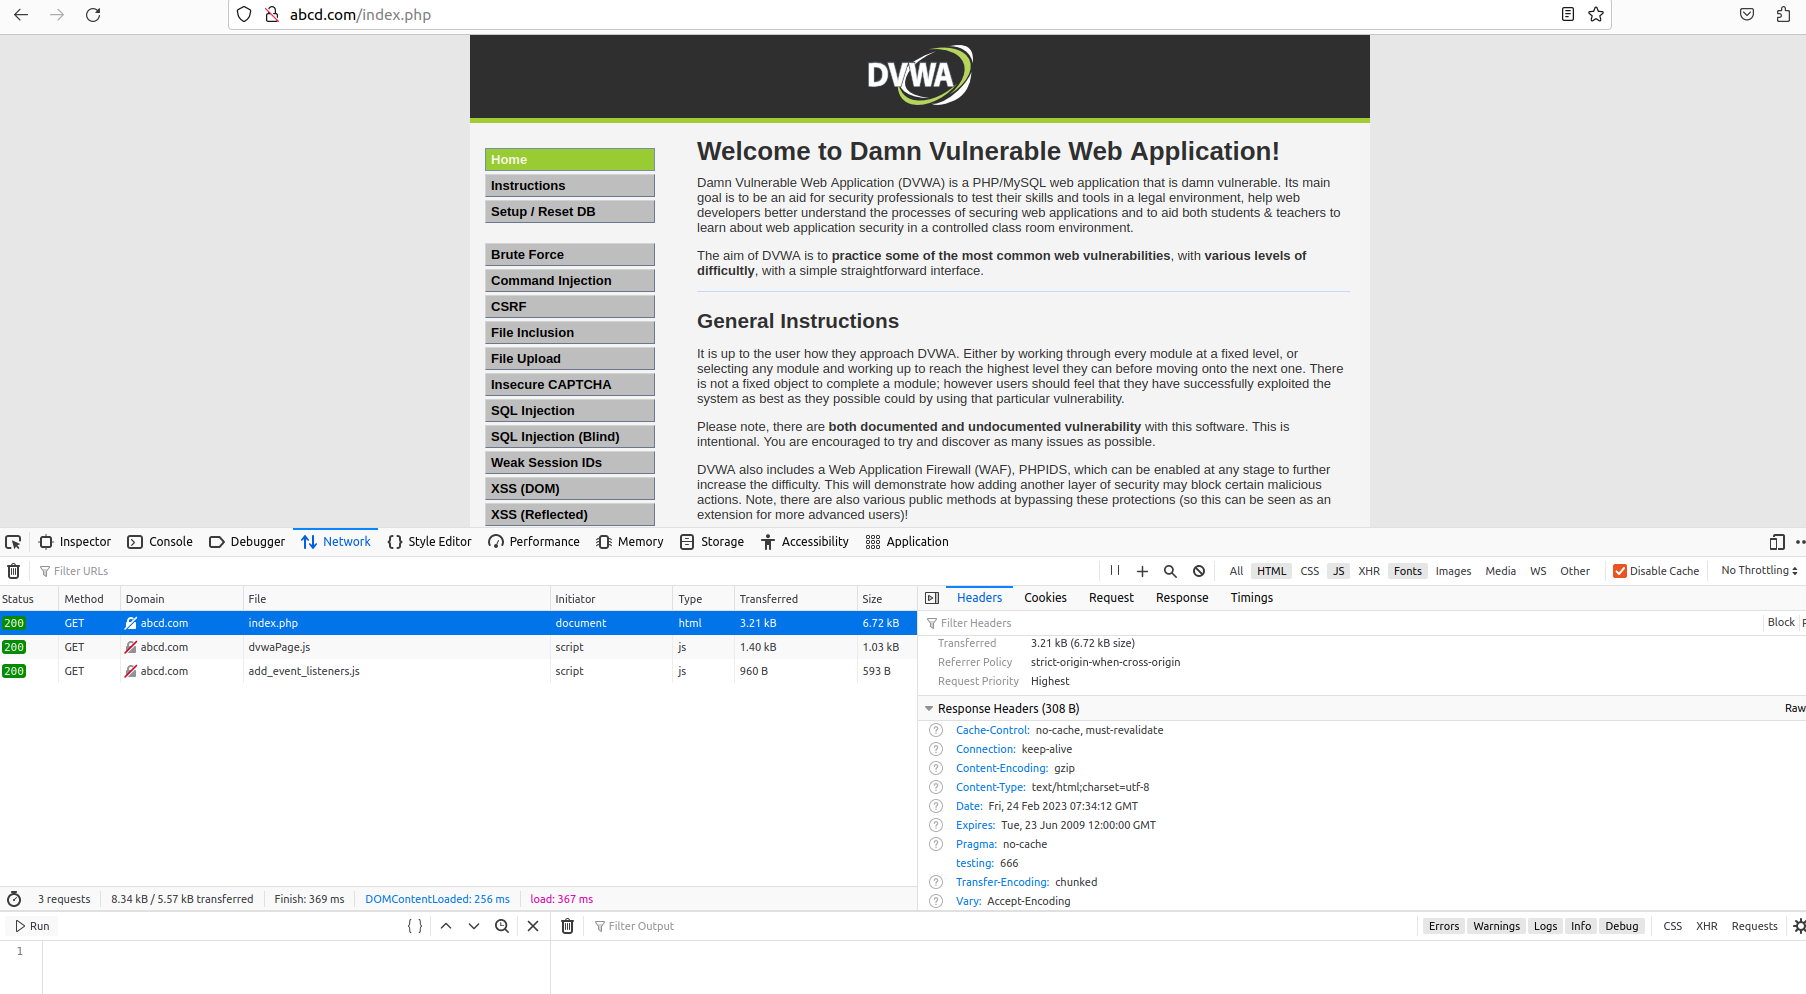 abcd.com/index.php
DVWA
Home
Instructions
Setup / Reset DB
Brute Force
Command Injection
CSRF
File Inclusion
File Upload
Insecure CAPTCHA
SQL Injection
SQL Injection (Blind)
Weak Session IDs
XSS (DOM)
XSS (Reflected)
Welcome to Damn Vulnerable Web Application!
Damn Vulnerable Web Application (DVWA) is a PHP/MySQL web application that is damn vulnerable. Its main
goal is to be an aid for security professionals to test their skills and tools in a legal environment, help web
developers better understand the processes of securing web applications and to aid both students & teachers to
learn about web application security in a controlled class room environment.
The aim of DVWA is to practice some of the most common web vulnerabilities, with various levels of
difficultly, with a simple straightforward interface.
General Instructions
It is up to the user how they approach DVWA. Either by working through every module at a fixed level, or
selecting any module and working up to reach the highest level they can before moving onto the next one. There
is not a fixed object to complete a module; however users should feel that they have successfully exploited the
system as best as they possible could by using that particular vulnerability.
Please note, there are both documented and undocumented vulnerability with this software. This is
intentional. You are encouraged to try and discover as many issues as possible.
DVWA also includes a Web Application Firewall (WAF), PHPIDS, which can be enabled at any stage to further
increase the difficulty. This will demonstrate how adding another layer of security may block certain malicious
actions. Note, there are also various public methods at bypassing these protections (so this can be seen as an
extension for more advanced users)!
Inspector Console Debugger Network {} Style Editor Performance Memory Storage Accessibility Application
Filter URLs All HTML CSS JS XHR Fonts Images Media WS Other Disable Cache No Throttling
Status Method Domain File Initiator Type Transferred Size
200 GET abcd.com index.php document html 3.21 kB 6.72 kB
200 GET abcd.com dvwaPage.js script js 1.40 kB 1.03 kB
200 GET abcd.com add_event_listeners.js script js 960 B 593 B
Headers Cookies Request Response Timings
Filter Headers Block
Transferred 3.21 kB (6.72 kB size)
Referrer Policy strict-origin-when-cross-origin
Request Priority Highest
Response Headers (308 B) Raw
Cache-Control: no-cache, must-revalidate
Connection: keep-alive
Content-Encoding: gzip
Content-Type: text/html;charset=utf-8
Date: Fri, 24 Feb 2023 07:34:12 GMT
Expires: Tue, 23 Jun 2009 12:00:00 GMT
Pragma: no-cache
testing: 666
Transfer-Encoding: chunked
Vary: Accept-Encoding
3 requests 8.34 kB / 5.57 kB transferred Finish: 369 ms DOMContentLoaded: 256 ms load: 367 ms
Run { } Filter Output Errors Warnings Logs Info Debug CSS XHR Requests
1